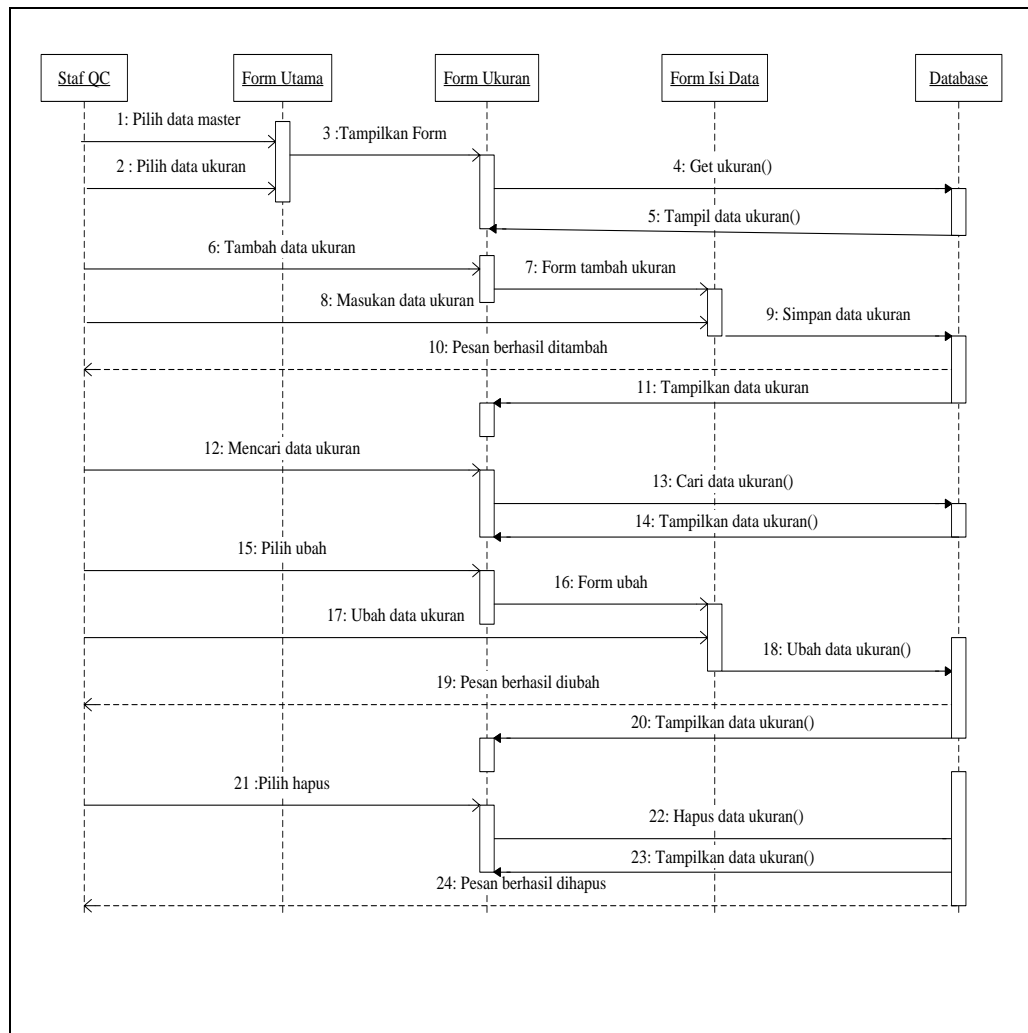 Staf QC
Form Utama
Form Ukuran
Form Isi Data
Database
1: Pilih data master
3 :Tampilkan Form
2 : Pilih data ukuran
4: Get ukuran()
5: Tampil data ukuran()
6: Tambah data ukuran
7: Form tambah ukuran
8: Masukan data ukuran
9: Simpan data ukuran
10: Pesan berhasil ditambah
11: Tampilkan data ukuran
12: Mencari data ukuran
13: Cari data ukuran()
14: Tampilkan data ukuran()
15: Pilih ubah
16: Form ubah
17: Ubah data ukuran
18: Ubah data ukuran()
19: Pesan berhasil diubah
20: Tampilkan data ukuran()
21 :Pilih hapus
22: Hapus data ukuran()
23: Tampilkan data ukuran()
24: Pesan berhasil dihapus